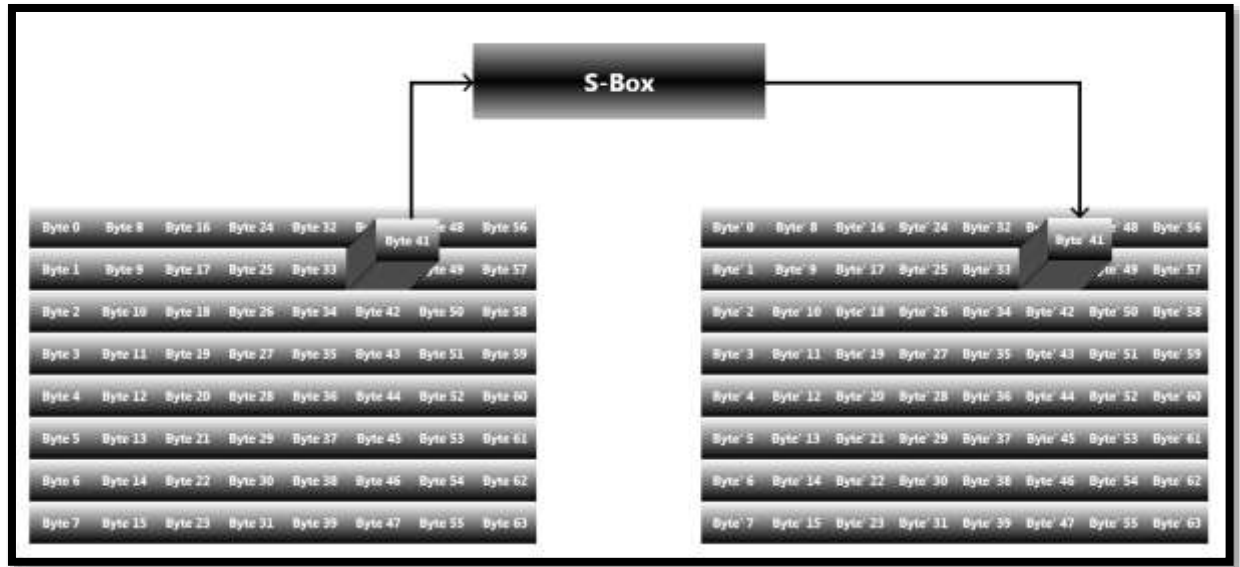 S-Box
Byte 0 Byte 8 Byte 16 Byte 24 Byte 32 Byte 41 48 Byte 56
Byte 1 Byte 9 Byte 17 Byte 25 Byte 33 49 Byte 57
Byte 2 Byte 10 Byte 18 Byte 26 Byte 34 Byte 42 Byte 50 Byte 58
Byte 3 Byte 11 Byte 19 Byte 27 Byte 35 Byte 43 Byte 51 Byte 59
Byte 4 Byte 12 Byte 20 Byte 28 Byte 36 Byte 44 Byte 52 Byte 60
Byte 5 Byte 13 Byte 21 Byte 29 Byte 37 Byte 45 Byte 53 Byte 61
Byte 6 Byte 14 Byte 22 Byte 30 Byte 38 Byte 46 Byte 54 Byte 62
Byte 7 Byte 15 Byte 23 Byte 31 Byte 39 Byte 47 Byte 55 Byte 63
Byte' 0 Byte' 8 Byte' 16 Byte' 24 Byte' 32 Byte 41 48 Byte' 56
Byte' 1 Byte' 9 Byte' 17 Byte' 25 Byte' 33 49 Byte' 57
Byte' 2 Byte' 10 Byte' 18 Byte' 26 Byte' 34 Byte' 42 Byte' 50 Byte' 58
Byte' 3 Byte' 11 Byte' 19 Byte' 27 Byte' 35 Byte' 43 Byte' 51 Byte' 59
Byte' 4 Byte' 12 Byte' 20 Byte' 28 Byte' 36 Byte' 44 Byte' 52 Byte' 60
Byte' 5 Byte' 13 Byte' 21 Byte' 29 Byte' 37 Byte' 45 Byte' 53 Byte' 61
Byte' 6 Byte' 14 Byte' 22 Byte' 30 Byte' 38 Byte' 46 Byte' 54 Byte' 62
Byte' 7 Byte' 15 Byte' 23 Byte' 31 Byte' 39 Byte' 47 Byte' 55 Byte' 63